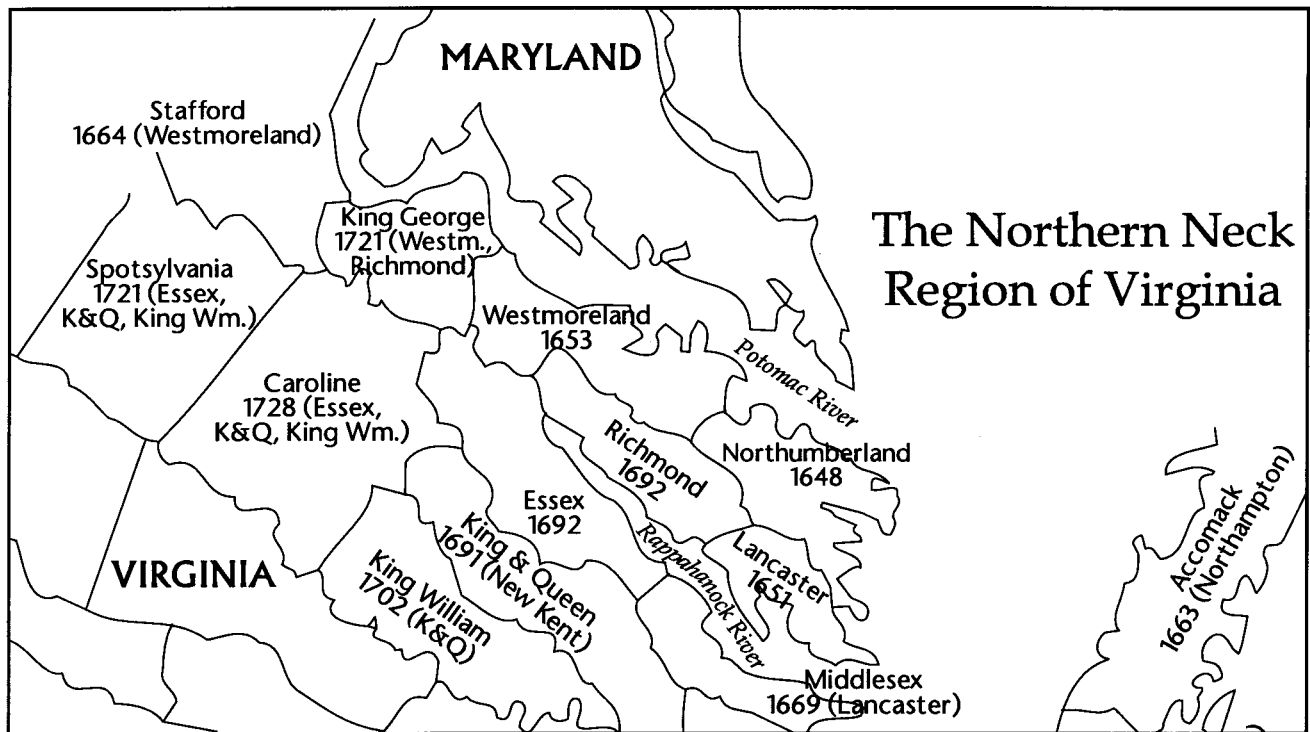 MARYLAND
Stafford
1664 (Westmoreland)
The Northern Neck
Region of Virginia
King George
1721 (Westm.,
Richmond)
Spotsylvania
1721 (Essex,
K&Q, King Wm.)
Westmoreland
1653
Potomac River
Caroline
1728 (Essex,
K&Q, King Wm.)
Richmond
1692
Northumberland
1648
Essex
1692
Rappahanock River
Lancaster
1651
Accomack
1663 (Northampton)
King & Queen
1691 (New Kent)
VIRGINIA
King William
1702 (K&Q)
Middlesex
1669 (Lancaster)